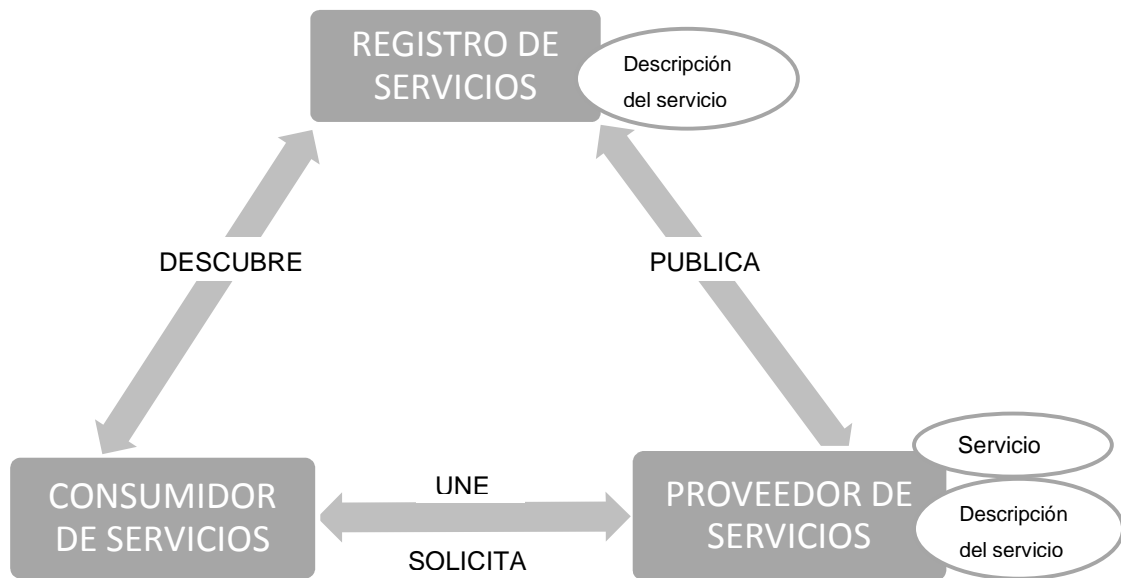 REGISTRO DE
SERVICIOS
Descripción
del servicio
DESCUBRE
PUBLICA
Servicio
CONSUMIDOR
DE SERVICIOS
UNE
SOLICITA
PROVEEDOR DE
SERVICIOS
Descripción
del servicio